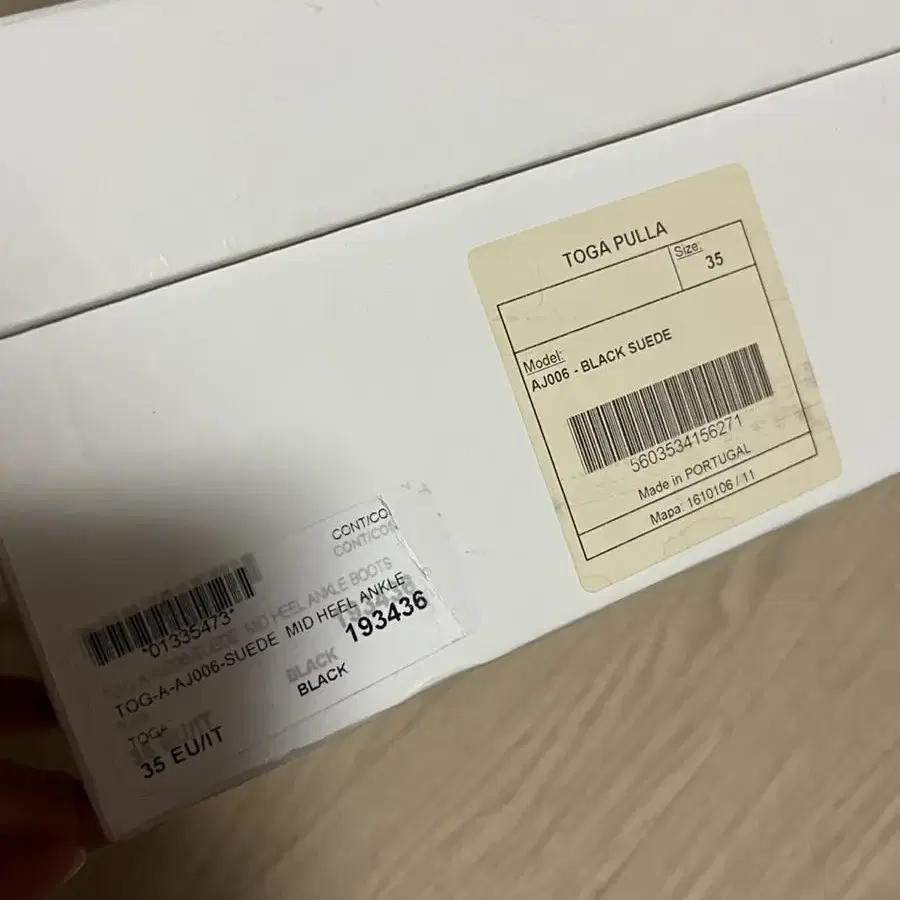 TOGA PULLA
Size:
35
Model:
AJ006 - BLACK SUEDE
5603534156271
Made in PORTUGAL
Mapa: 1610106 / 11
CONT/CO
CONT/CO
*01335473*
MID HEEL ANKLE BOOTS
TOG-A-AJ006-SUEDE MID HEEL ANKLE
193436
193436
BLACK
BLACK
TOGA
35 EU/IT